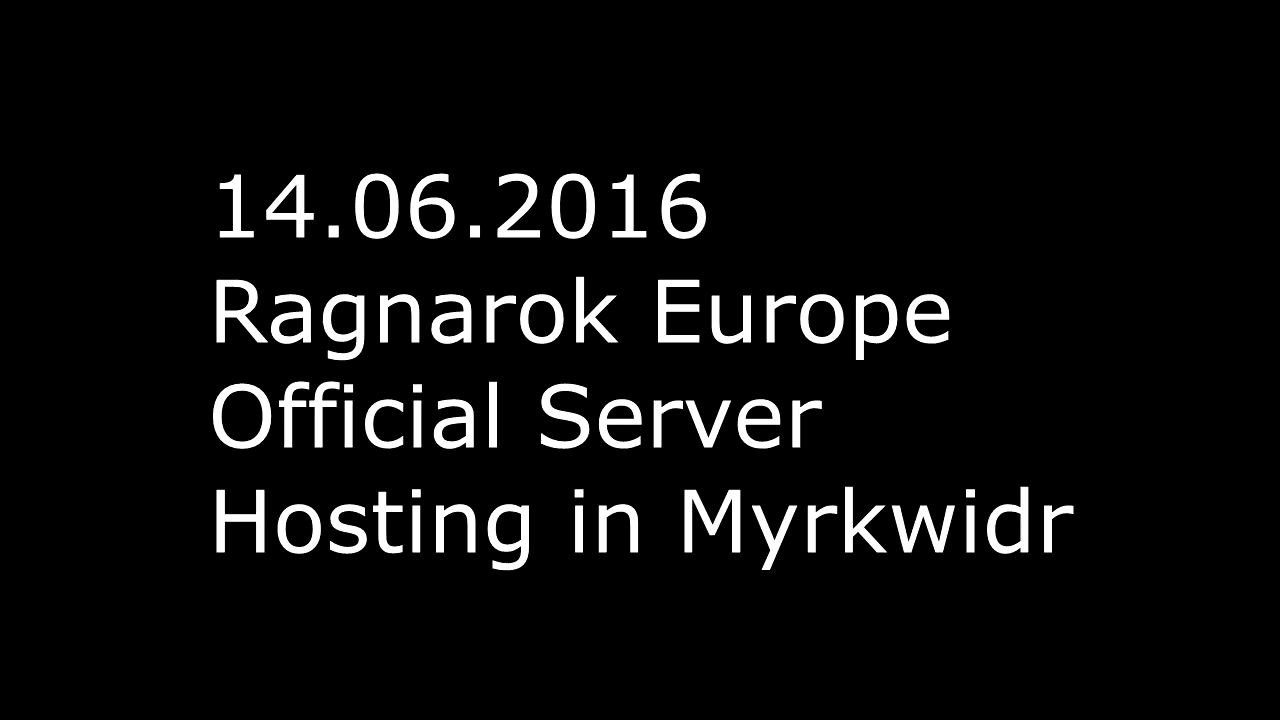 14.06.2016
Ragnarok Europe
Official Server
Hosting in Myrkwidr